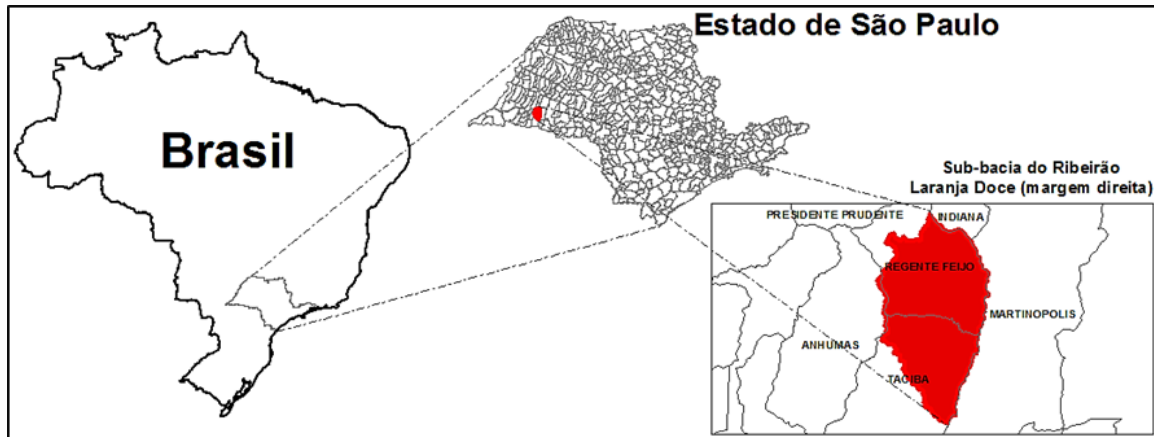 Estado de São Paulo
Brasil
Sub-bacia do Ribeirão
Laranja Doce (margem direita)
PRESIDENTE PRUDENTE
INDIANA
REGENTE FEIJO
MARTINOPOLIS
ANHUMAS
TACIBA